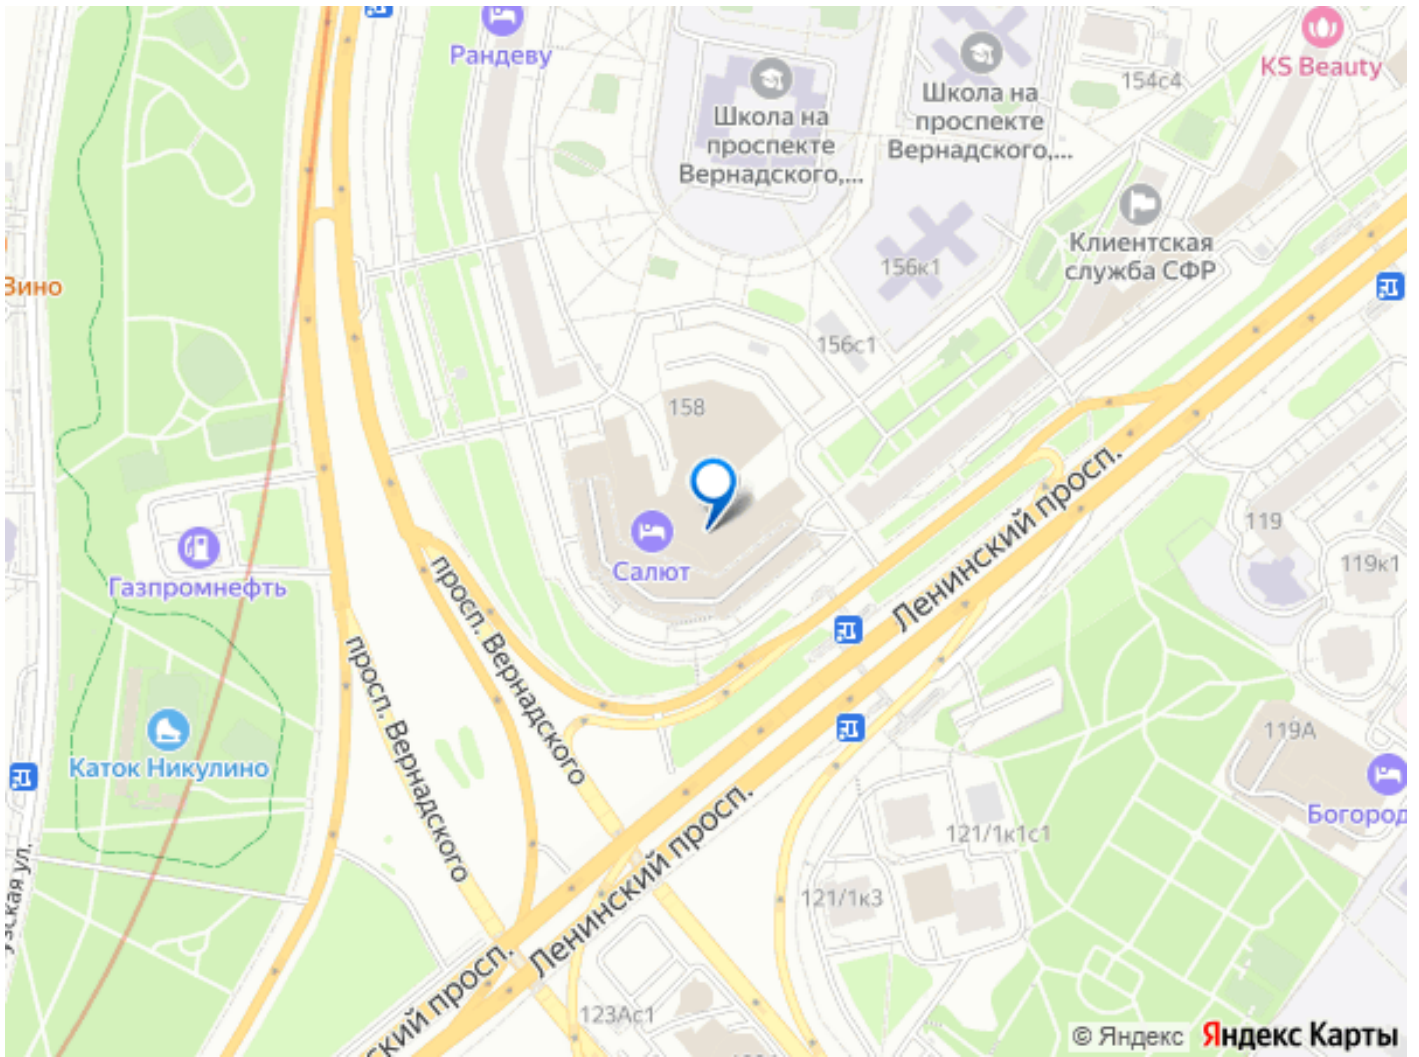 Рандеву
KS Beauty
154с4
Школа на
проспекте
Вернадского,...
Школа на
проспекте
Вернадского,...
Клиентская
служба СФР
156к1
Вино
156с1
158
Ленинский просп.
119
119к1
Салют
Газпромнефть
просп. Вернадского
просп. Вернадского
119А
Каток Никулино
Богород
121/1к1с1
Ленинский просп.
121/1к3
123Ас1
ский просп.
© Яндекс
Яндекс Карты